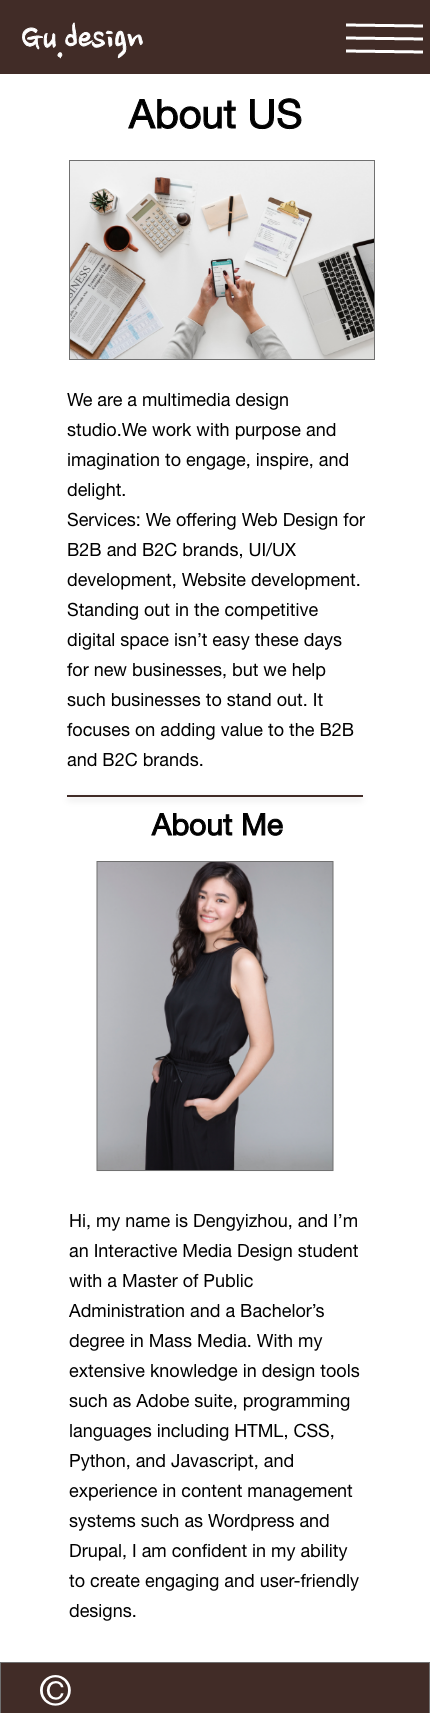 Gu.design
About US
BUSINESS
We are a multimedia design
studio.We work with purpose and
imagination to engage, inspire, and
delight.
Services: We offering Web Design for
B2B and B2C brands, UI/UX
development, Website development.
Standing out in the competitive
digital space isn’t easy these days
for new businesses, but we help
such businesses to stand out. It
focuses on adding value to the B2B
and B2C brands.
About Me
Hi, my name is Dengyizhou, and I’m
an Interactive Media Design student
with a Master of Public
Administration and a Bachelor’s
degree in Mass Media. With my
extensive knowledge in design tools
such as Adobe suite, programming
languages including HTML, CSS,
Python, and Javascript, and
experience in content management
systems such as Wordpress and
Drupal, I am confident in my ability
to create engaging and user-friendly
designs.
©